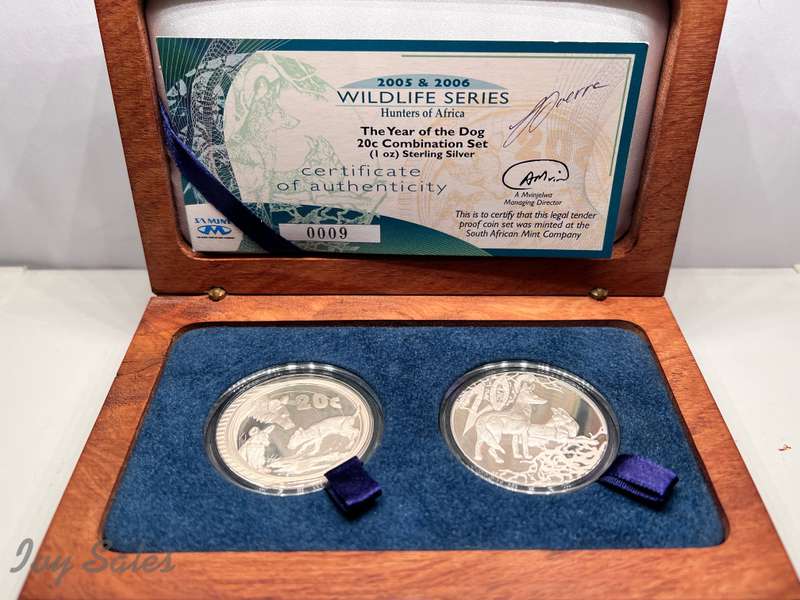 2005 & 2006
WILDLIFE SERIES
Hunters of Africa
The Year of the Dog
20c Combination Set
(1 oz) Sterling Silver
certificate
of authenticity
A Mvinjelwa
Managing Director
This is to certify that this legal tender
proof coin set was minted at the
South African Mint Company
SA MINT
0009
20c
Ivy Sales